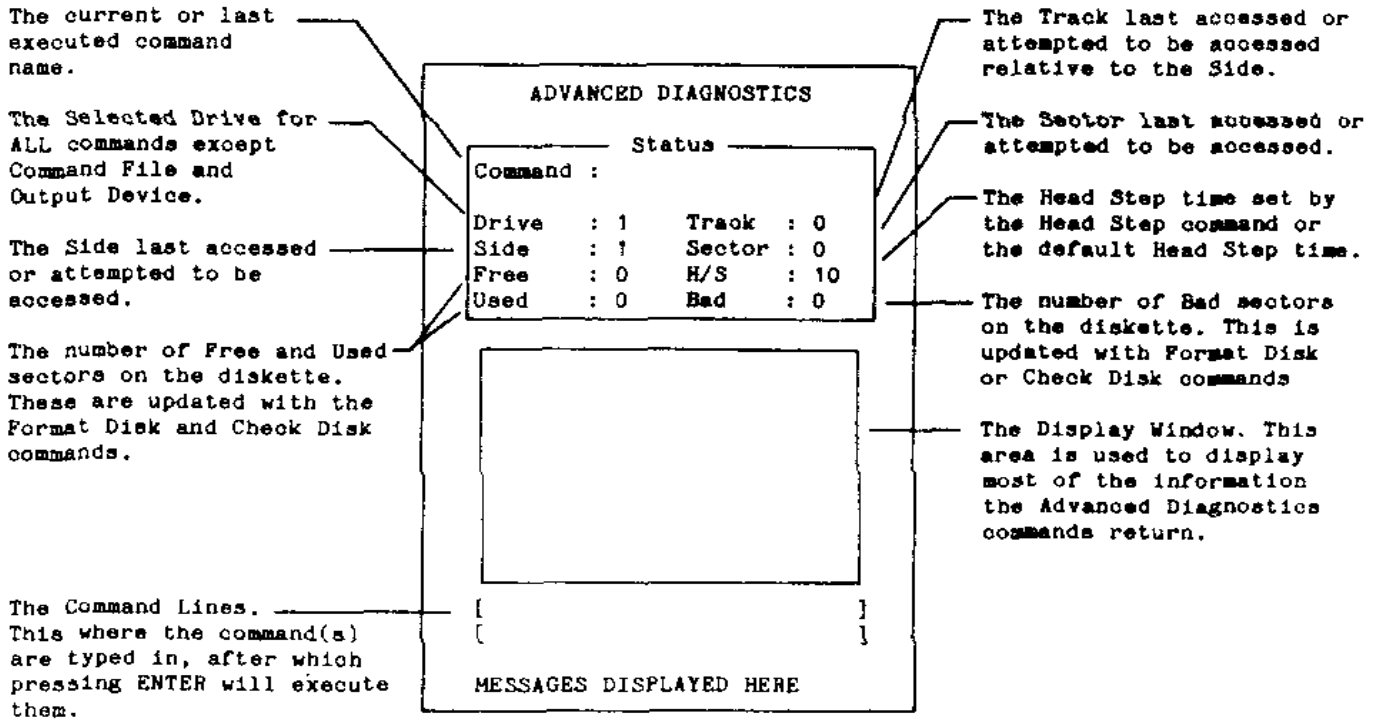 The current or last
executed command
name.
The Selected Drive for
ALL commands except
Command File and
Output Device.
The Side last accessed
or attempted to be
accessed.
The number of Free and Used
sectors on the diskette.
These are updated with the
Format Disk and Check Disk
commands.
The Command Lines.
This where the command(s)
are typed in, after which
pressing ENTER will execute
them.
ADVANCED DIAGNOSTICS
Status
Command :
Drive : 1 Track : 0
Side : 1 Sector : 0
Free : 0 H/S : 10
Used : 0 Bad : 0
[ ]
[ ]
MESSAGES DISPLAYED HERE
The Track last accessed or
attempted to be accessed
relative to the Side.
The Sector last accessed or
attempted to be accessed.
The Head Step time set by
the Head Step command or
the default Head Step time.
The number of Bad sectors
on the diskette. This is
updated with Format Disk
or Check Disk commands
The Display Window. This
area is used to display
most of the information
the Advanced Diagnostics
commands return.